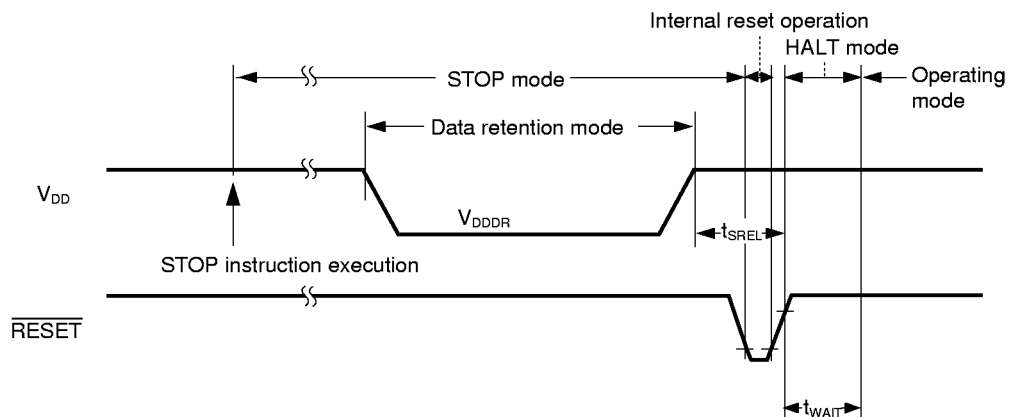 Internal reset operation
HALT mode
STOP mode
Operating
mode
Data retention mode
VDD
VDDDR
tSREL
STOP instruction execution
RESET
tWAIT